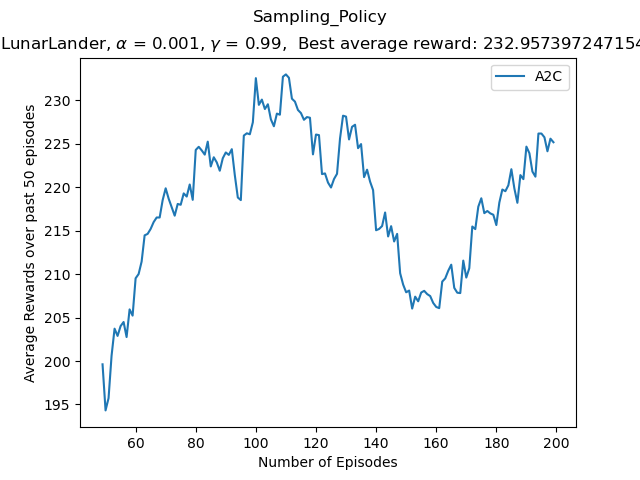 Sampling_Policy
LunarLander, α = 0.001, γ = 0.99,  Best average reward: 232.957397247154
A2C
230
225
220
215
210
205
200
195
Average Rewards over past 50 episodes
60 80 100 120 140 160 180 200
Number of Episodes